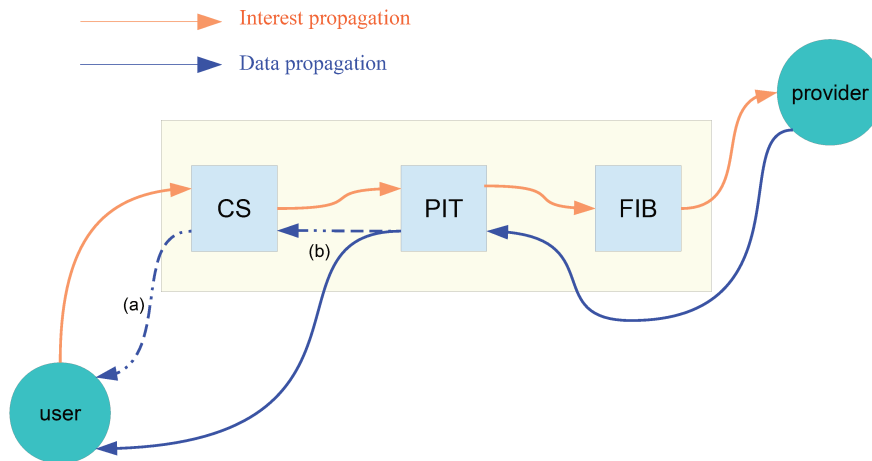 Interest propagation
Data propagation
provider
CS
PIT
FIB
(b)
(a)
user